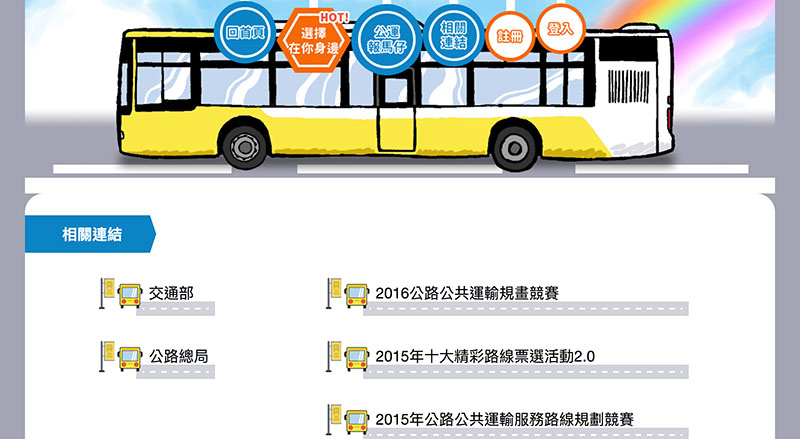 回首頁
HOT!
選擇
在你身邊
公運
報馬仔
相關
連結
註冊
登入
相關連結
交通部
2016公路公共運輸規畫競賽
公路總局
2015年十大精彩路線票選活動2.0
2015年公路公共運輸服務路線規劃競賽